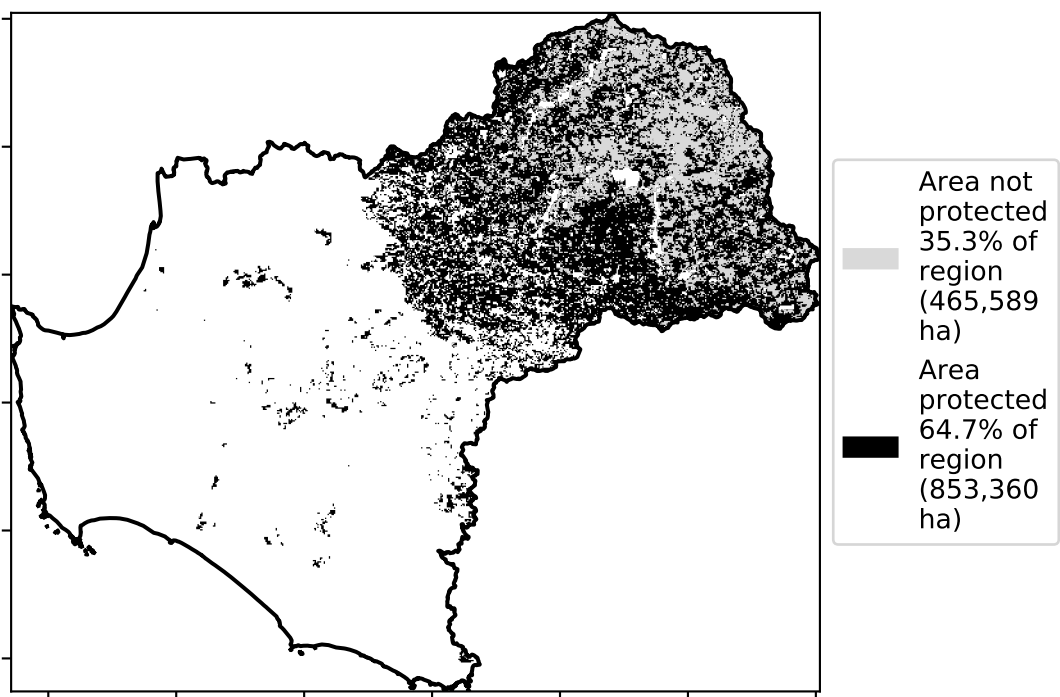 Area not
protected
35.3% of
region
(465,589
ha)
Area
protected
64.7% of
region
(853,360
ha)